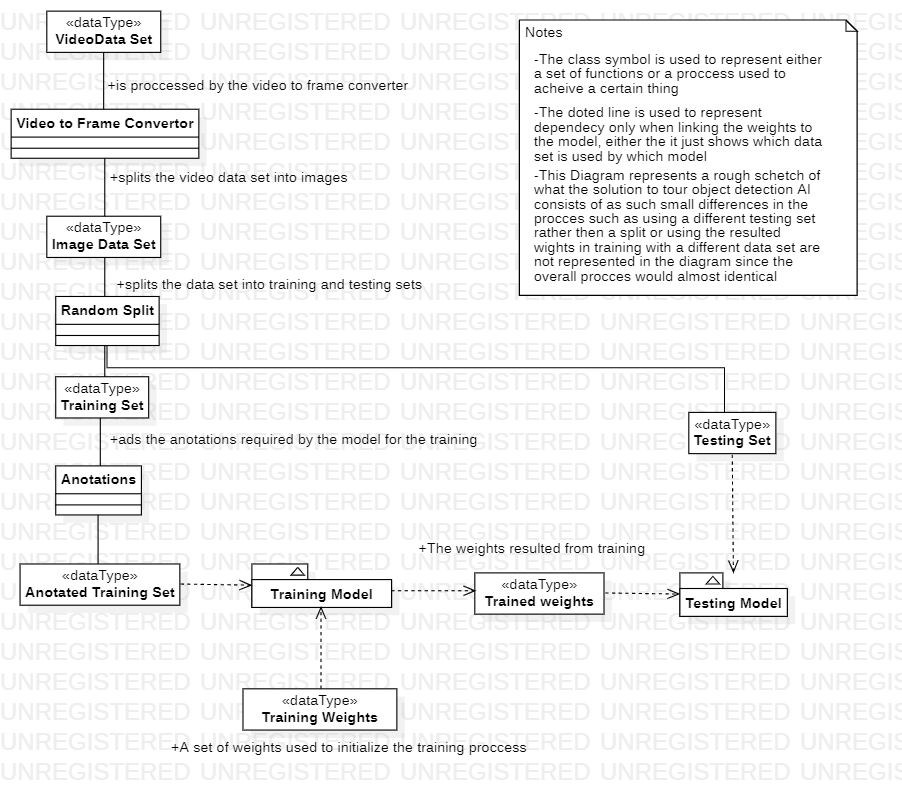 «dataType»
VideoData Set
+is proccessed by the video to frame converter
Video to Frame Convertor
+splits the video data set into images
«dataType»
Image Data Set
+splits the data set into training and testing sets
Random Split
«dataType»
Training Set
+ads the anotations required by the model for the training
Anotations
«dataType»
Anotated Training Set
Training Model
+The weights resulted from training
«dataType»
Trained weights
«dataType»
Testing Set
Testing Model
«dataType»
Training Weights
+A set of weights used to initialize the training proccess
Notes
-The class symbol is used to represent either
a set of functions or a proccess used to
acheive a certain thing
-The doted line is used to represent
dependecy only when linking the weights to
the model, either the it just shows which data
set is used by which model
-This Diagram represents a rough schetch of
what the solution to tour object detection AI
consists of as such small differences in the
procces such as using a different testing set
rather then a split or using the resulted
wights in training with a different data set are
not represented in the diagram since the
overall procces would almost identical
UNREGISTERED UNREGISTERED UNREGISTERED UNREGISTERED